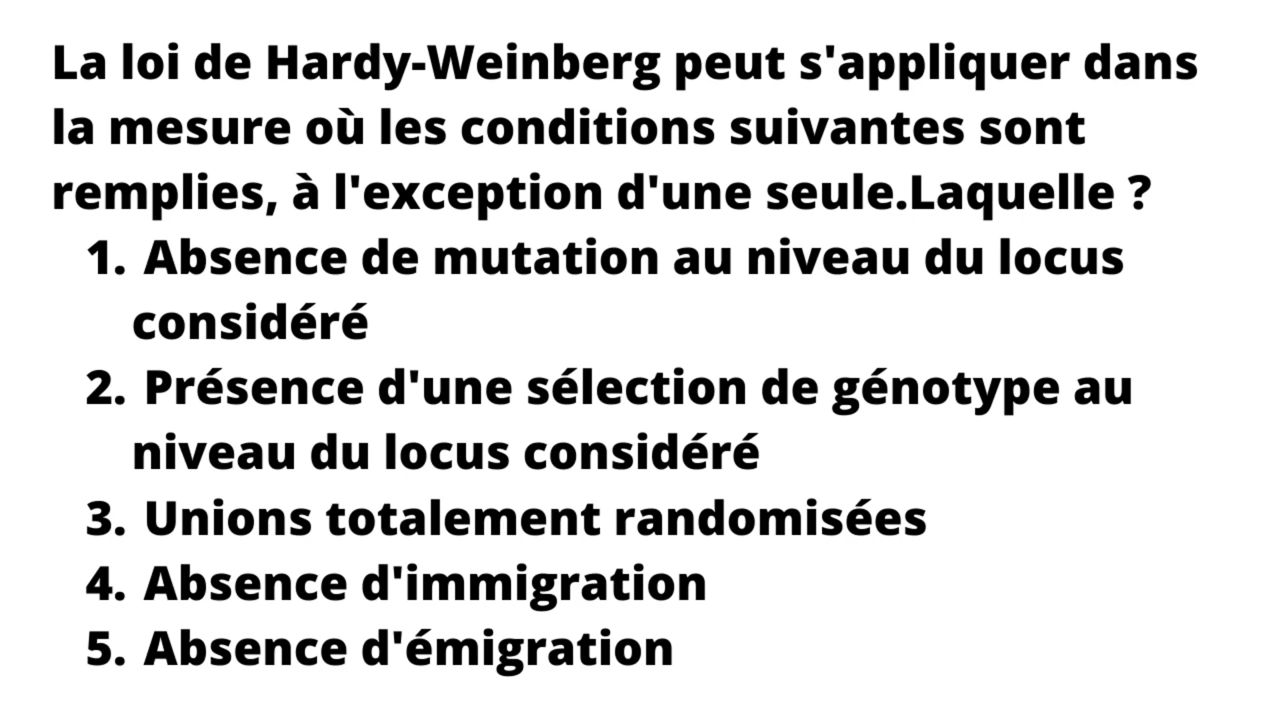 La loi de Hardy-Weinberg peut s'appliquer dans
la mesure où les conditions suivantes sont
remplies, à l'exception d'une seule.Laquelle ?
1. Absence de mutation au niveau du locus
considéré
2. Présence d'une sélection de génotype au
niveau du locus considéré
3. Unions totalement randomisées
4. Absence d'immigration
5. Absence d'émigration